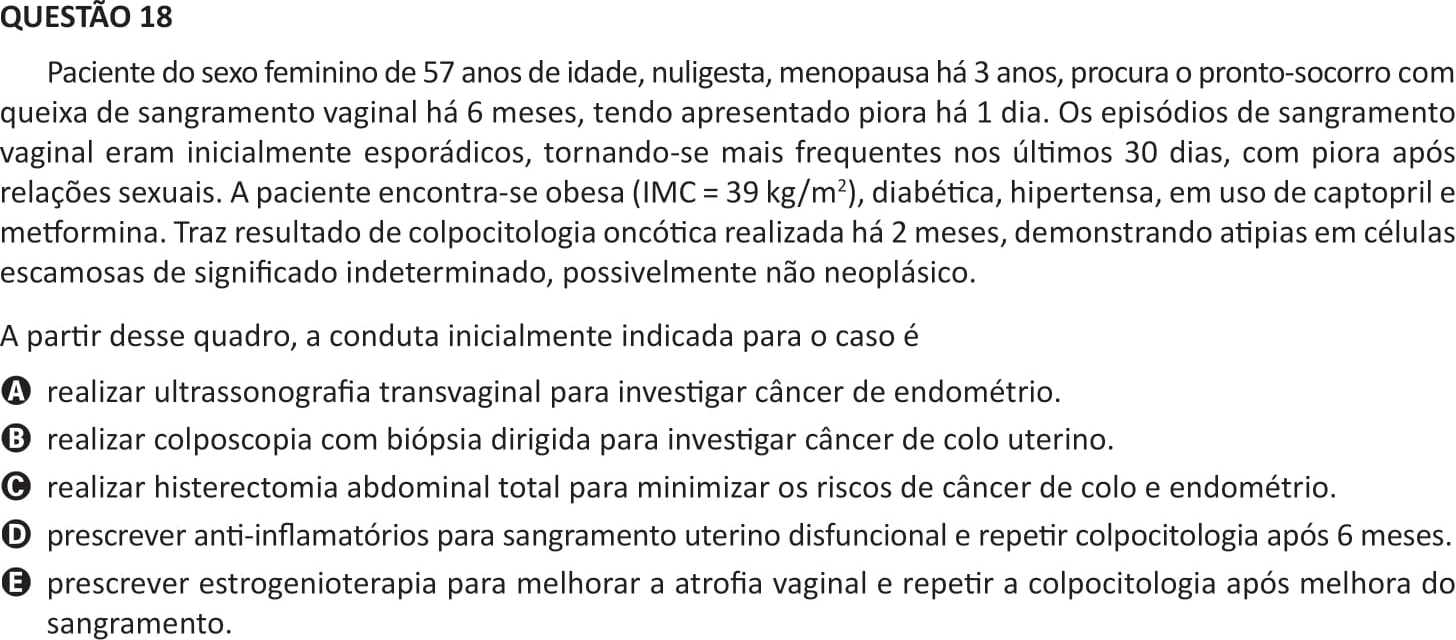 QUESTÃO 18
Paciente do sexo feminino de 57 anos de idade, nuligesta, menopausa há 3 anos, procura o pronto-socorro com
queixa de sangramento vaginal há 6 meses, tendo apresentado piora há 1 dia. Os episódios de sangramento
vaginal eram inicialmente esporádicos, tornando-se mais frequentes nos últimos 30 dias, com piora após
relações sexuais. A paciente encontra-se obesa (IMC = 39 kg/m²), diabética, hipertensa, em uso de captopril e
metformina. Traz resultado de colpocitologia oncótica realizada há 2 meses, demonstrando atipias em células
escamosas de significado indeterminado, possivelmente não neoplásico.
A partir desse quadro, a conduta inicialmente indicada para o caso é
A realizar ultrassonografia transvaginal para investigar câncer de endométrio.
B realizar colposcopia com biópsia dirigida para investigar câncer de colo uterino.
C realizar histerectomia abdominal total para minimizar os riscos de câncer de colo e endométrio.
D prescrever anti-inflamatórios para sangramento uterino disfuncional e repetir colpocitologia após 6 meses.
E prescrever estrogenioterapia para melhorar a atrofia vaginal e repetir a colpocitologia após melhora do
sangramento.